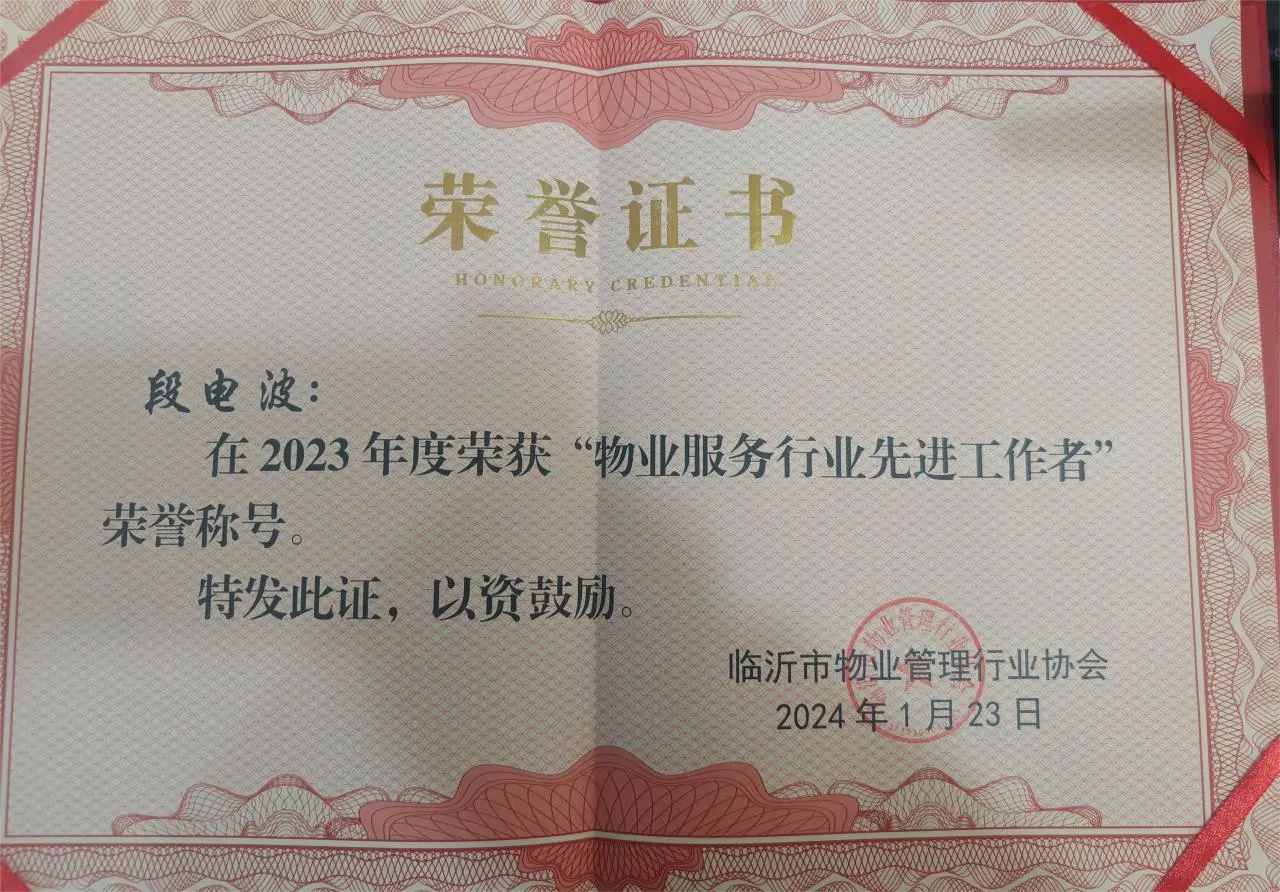 荣誉证书
HONORARY CREDENTIAL
段电波：
在2023年度荣获“物业服务行业先进工作者”
荣誉称号。
特发此证，以资鼓励。
临沂市物业管理行业协会
2024年1月23日